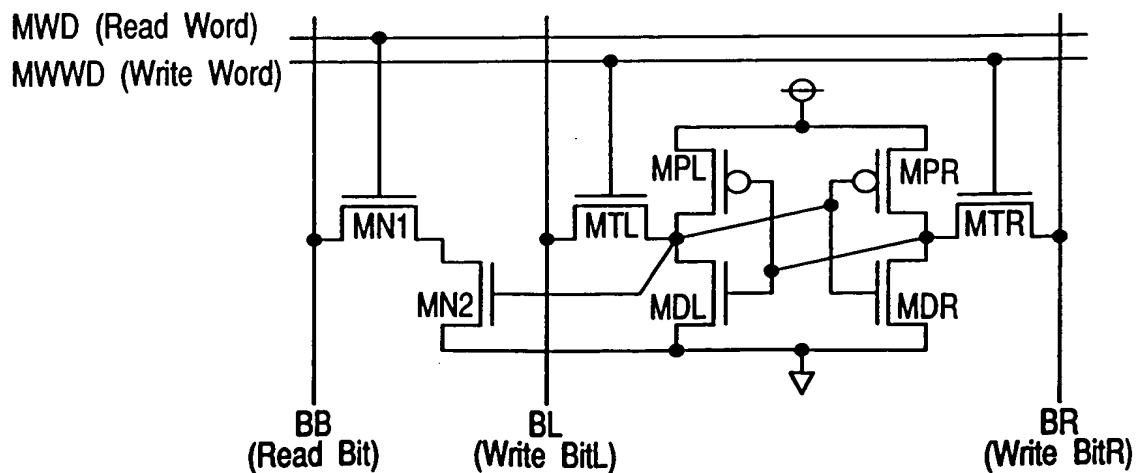 MWD (Read Word)
MWWD (Write Word)
MPL
MPR
MN1
MTL
MTR
MN2
MDL
MDR
BB
(Read Bit)
BL
(Write BitL)
BR
(Write BitR)